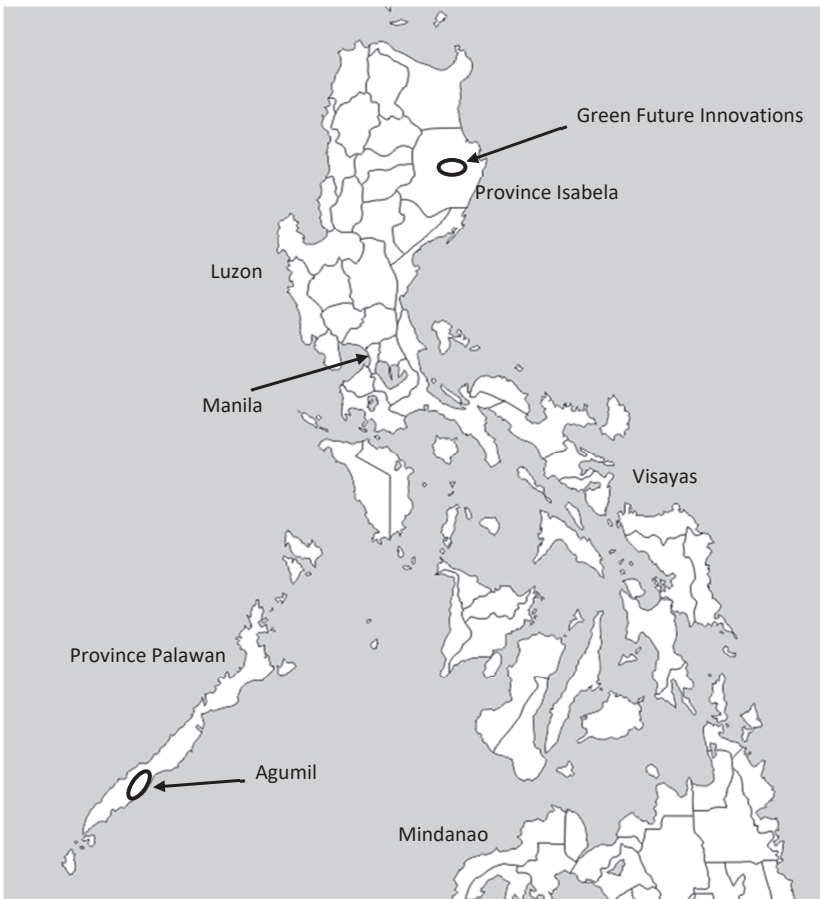 Green Future Innovations
Province Isabela
Luzon
Manila
Visayas
Province Palawan
Agumil
Mindanao